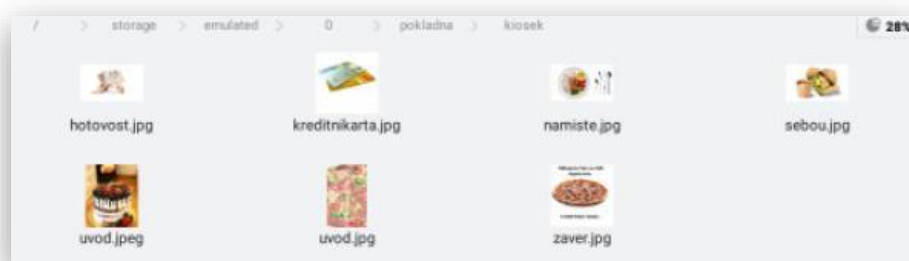 / > storage > emulated > 0 > pokladna > kiosek 28%
hotovost.jpg kreditnikarta.jpg namiste.jpg sebou.jpg
uvod.jpeg uvod.jpg zaver.jpg